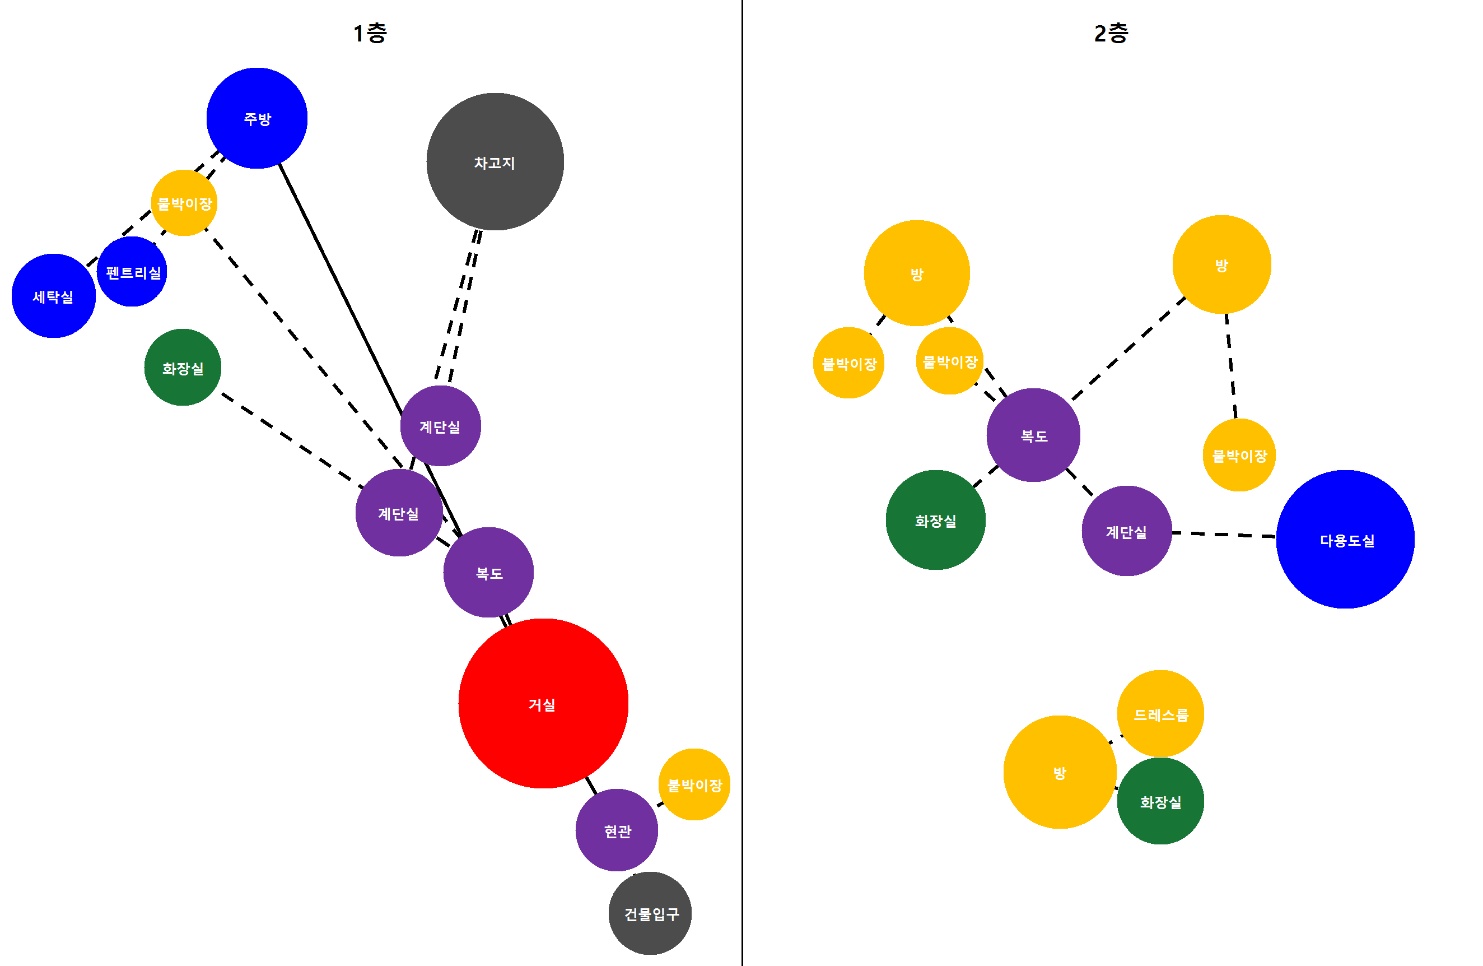 1층
주방
차고지
붙박이장
펜트리실
세탁실
화장실
계단실
계단실
복도
거실
붙박이장
현관
건물입구
2층
방
방
붙박이장
붙박이장
복도
붙박이장
화장실
계단실
다용도실
드레스룸
방
화장실